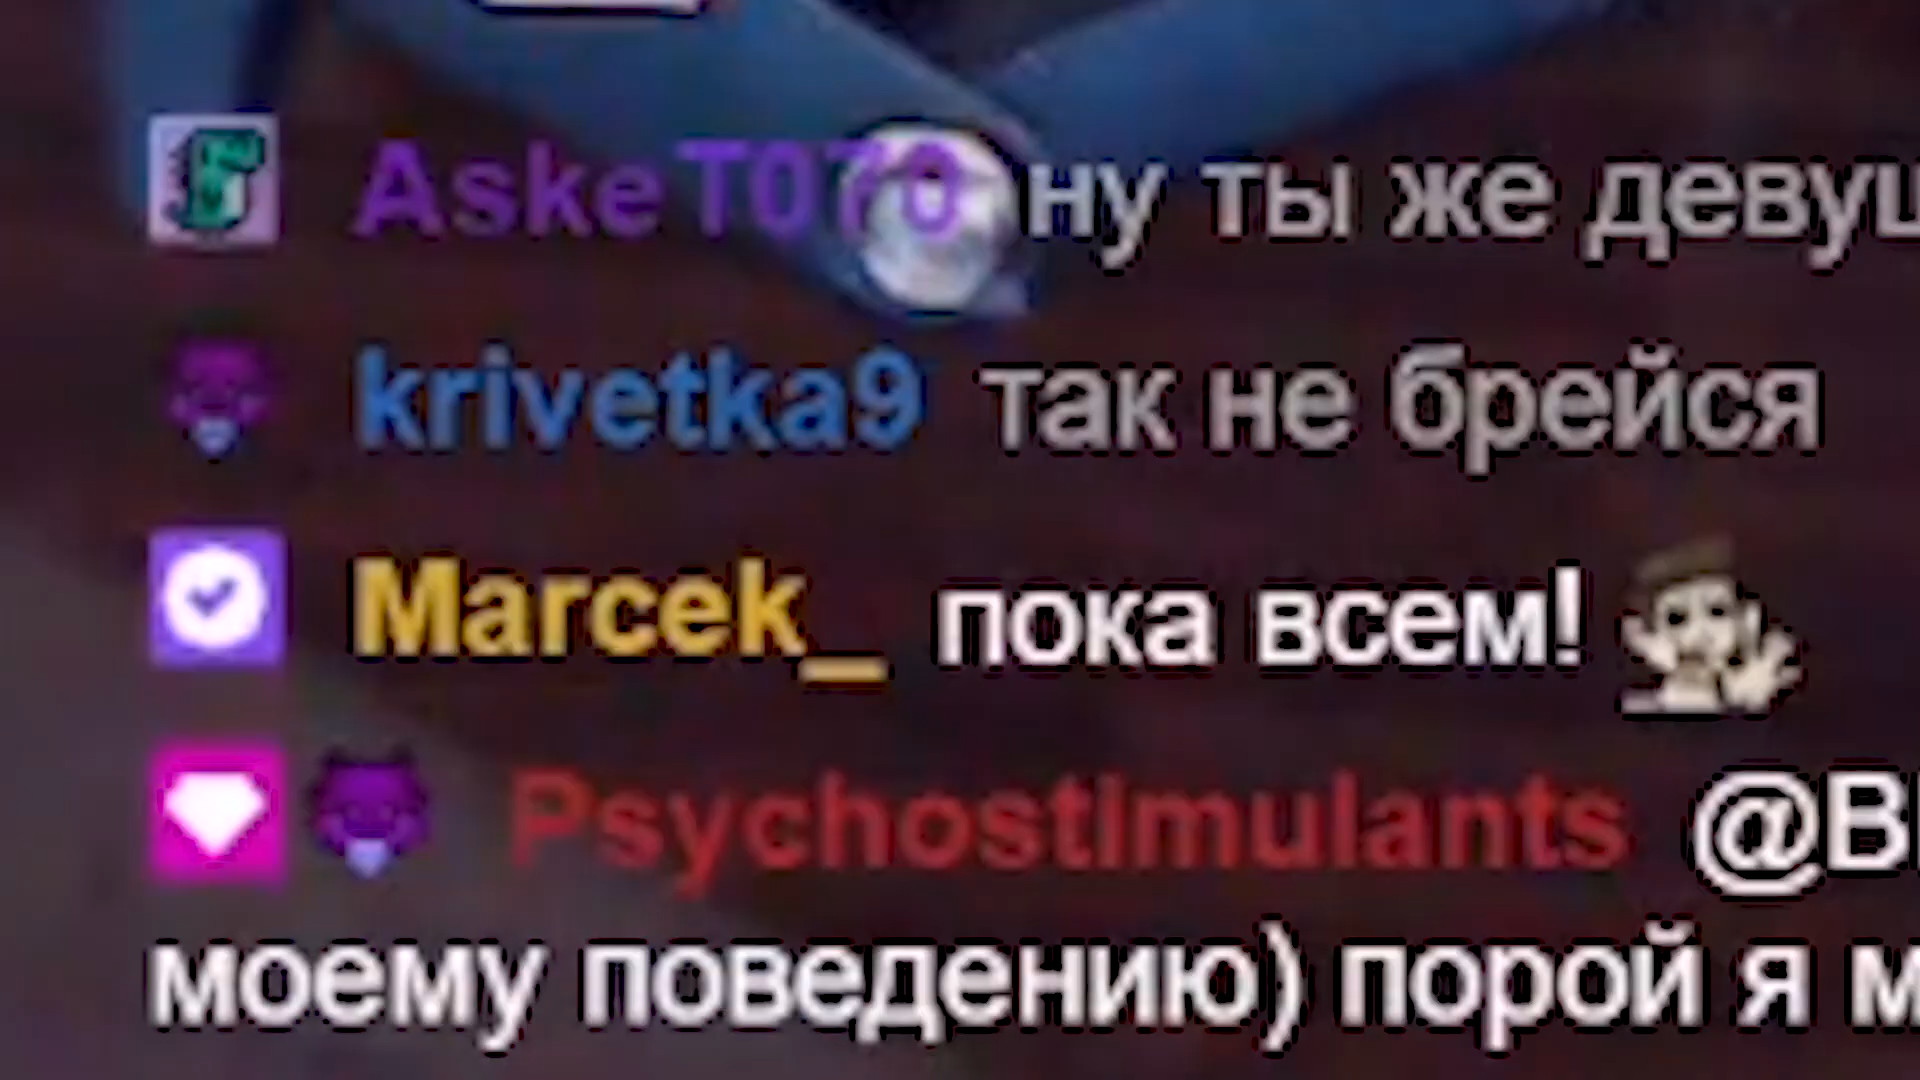 AskeT070 ну ты же девуш
krivetka9 так не брейся
Marcek_ пока всем!
PsychostImulants @B
моему поведению) порой я м